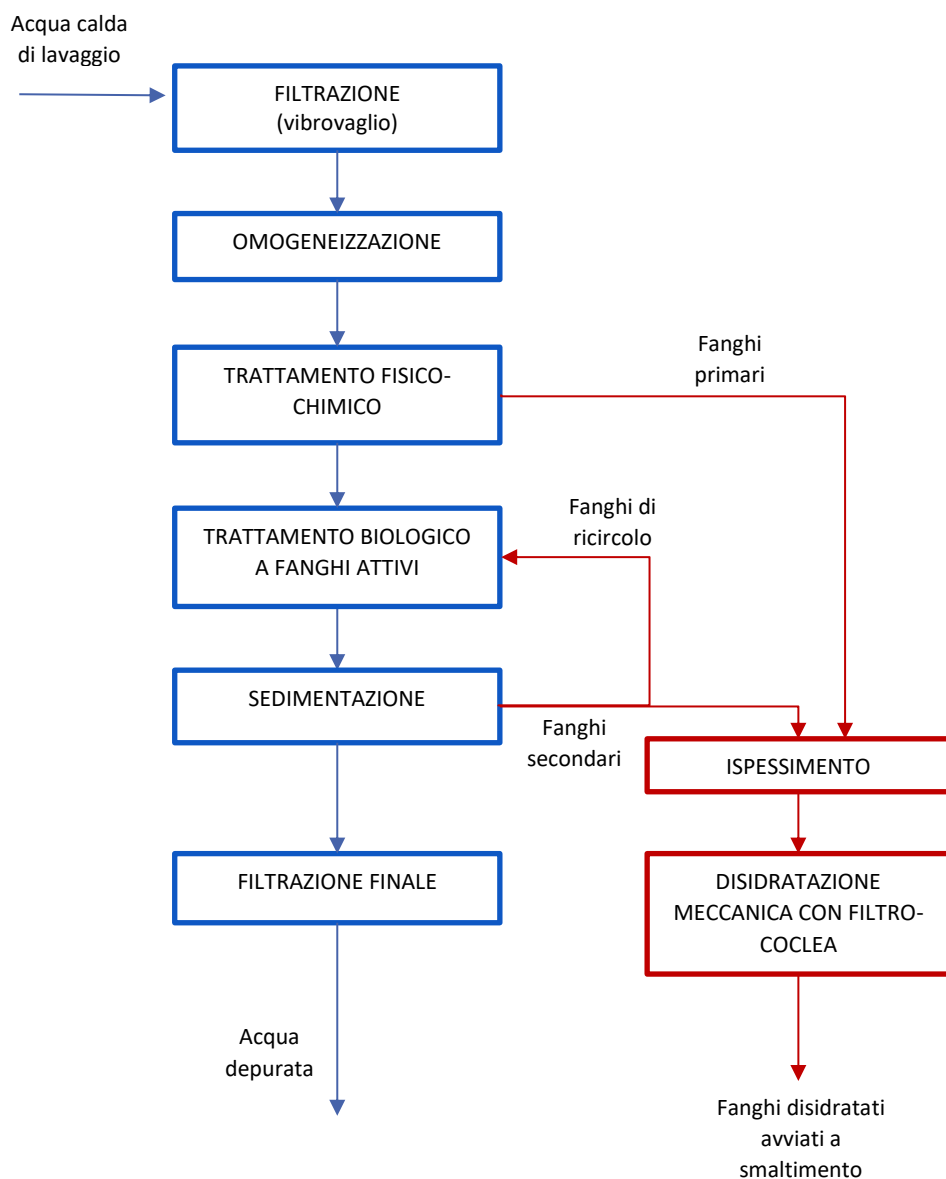 Acqua calda
di lavaggio
FILTRAZIONE
(vibrovaglio)
OMOGENEIZZAZIONE
Fanghi
primari
TRATTAMENTO FISICO-
CHIMICO
Fanghi di
ricircolo
TRATTAMENTO BIOLOGICO
A FANGHI ATTIVI
SEDIMENTAZIONE
Fanghi
secondari
ISPESSIMENTO
FILTRAZIONE FINALE
DISIDRATAZIONE
MECCANICA CON FILTRO-
COCLEA
Acqua
depurata
Fanghi disidratati
avviati a
smaltimento